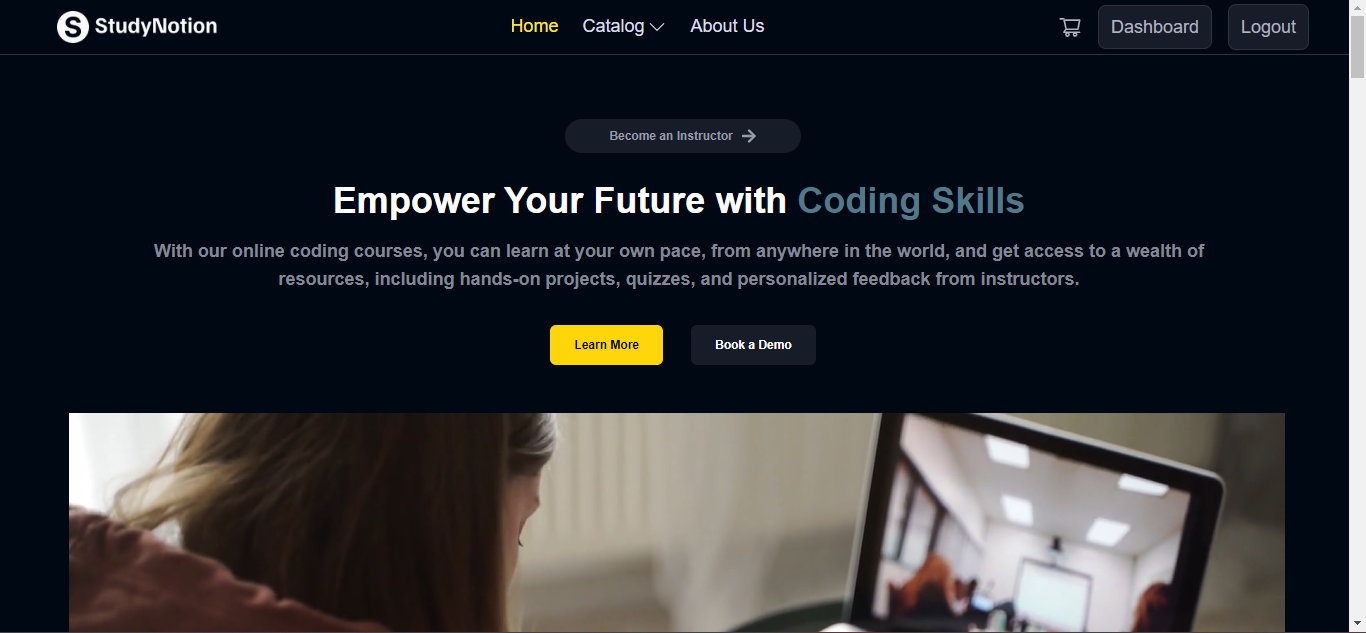 StudyNotion
Home Catalog About Us
Dashboard Logout
Become an Instructor
Empower Your Future with Coding Skills
With our online coding courses, you can learn at your own pace, from anywhere in the world, and get access to a wealth of
resources, including hands-on projects, quizzes, and personalized feedback from instructors.
Learn More
Book a Demo